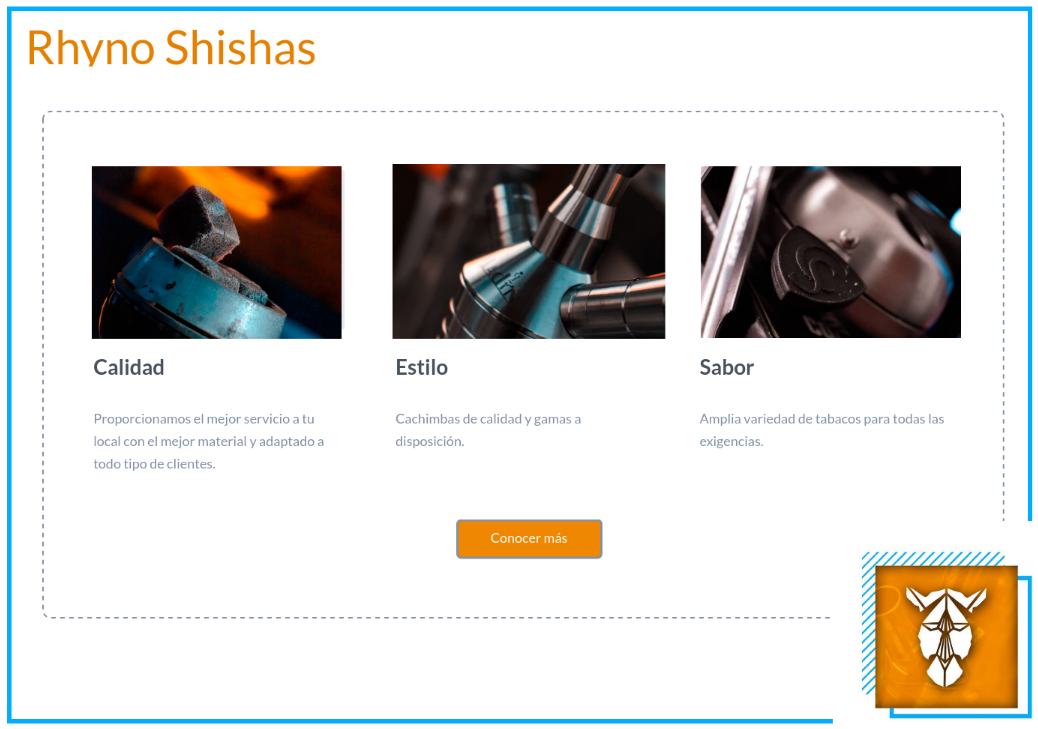 Rhyno Shishas
Calidad
Proporcionamos el mejor servicio a tu
local con el mejor material y adaptado a
todo tipo de clientes.
Estilo
Cachimbas de calidad y gamas a
disposición.
Sabor
Amplia variedad de tabacos para todas las
exigencias.
Conocer más